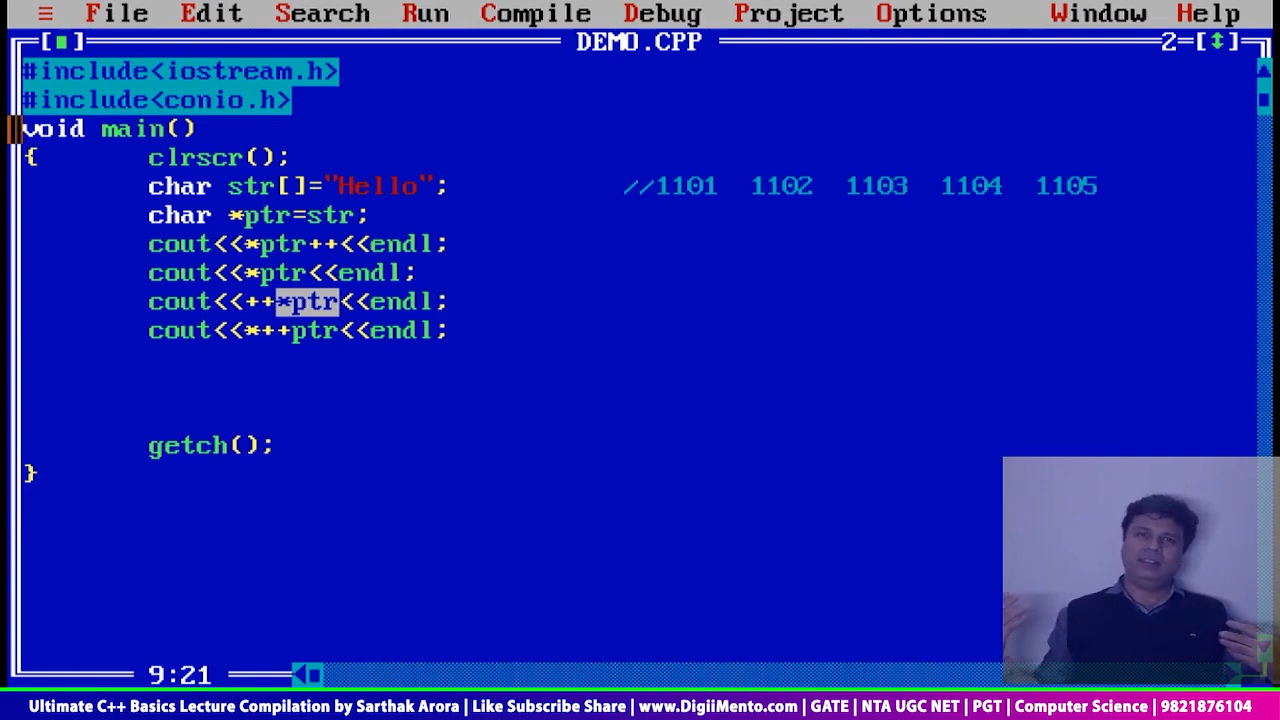 ≡ File Edit Search Run Compile Debug Project Options Window Help
[■] DEMO.CPP 2=[↕]
#include<iostream.h>
#include<conio.h>
void main()
{ clrscr();
char str[]="Hello"; //1101 1102 1103 1104 1105
char *ptr=str;
cout<<*ptr++<<endl;
cout<<*ptr<<endl;
cout<<++*ptr<<endl;
cout<<*++ptr<<endl;
getch();
}
9:21
Ultimate C++ Basics Lecture Compilation by Sarthak Arora | Like Subscribe Share | www.DigiiMento.com | GATE | NTA UGC NET | PGT | Computer Science | 9821876104